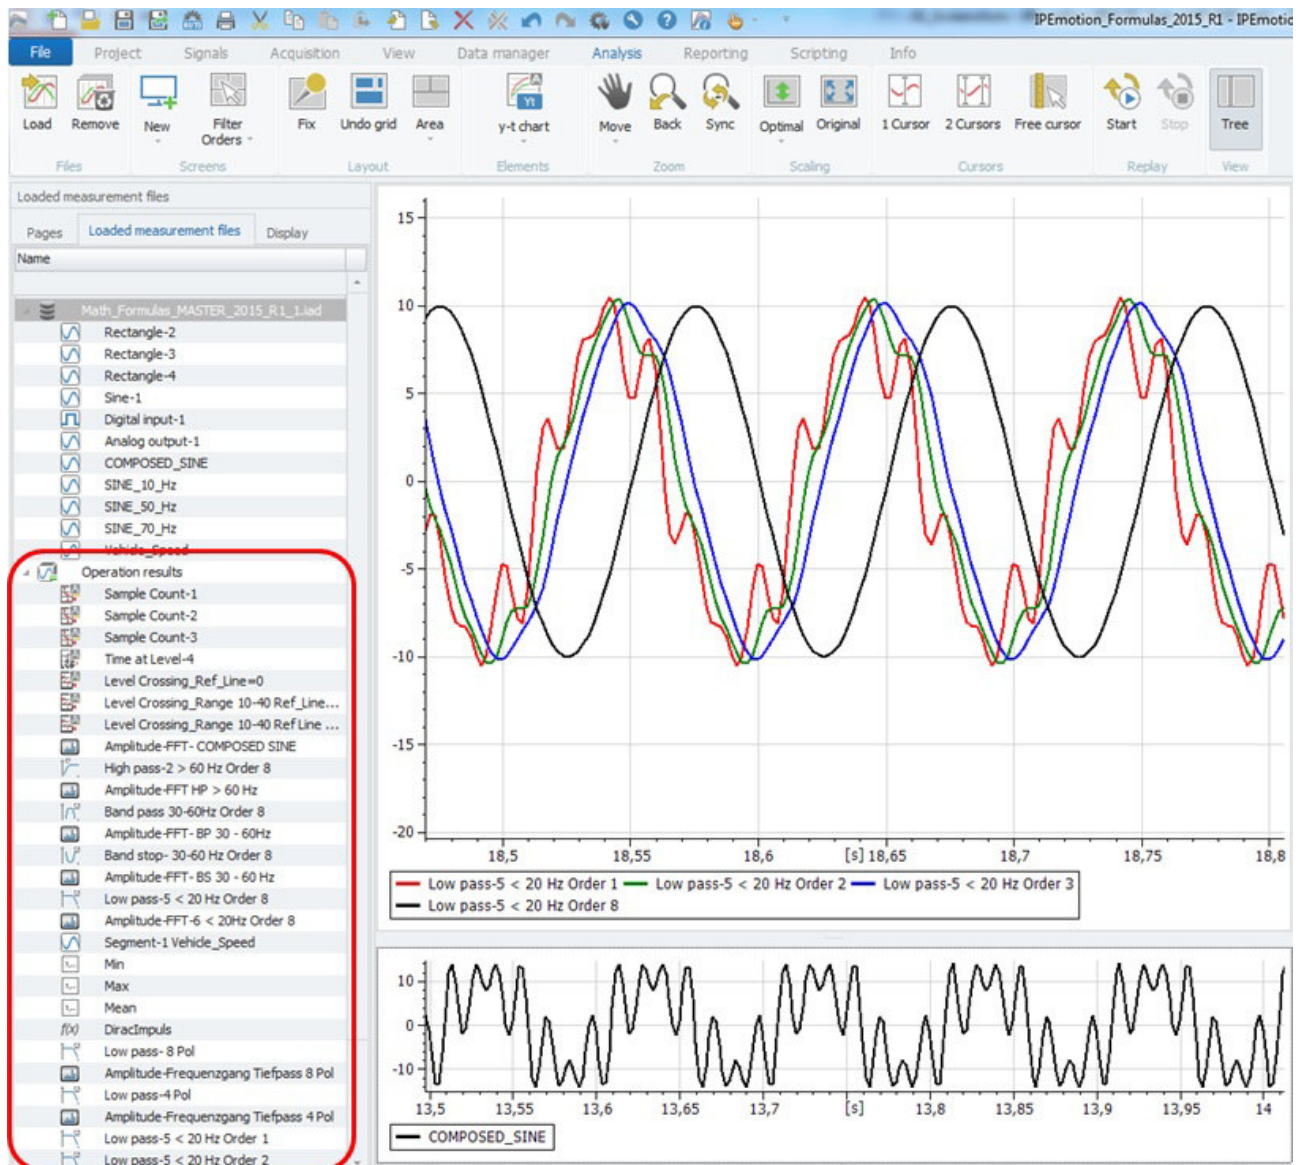 IPEmotion_Formulas_2015_R1 - IPEmotio
File Project Signals Acquisition View Data manager Analysis Reporting Scripting Info
Load Remove New Filter Orders Fix Undo grid Area y-t chart Move Back Sync Optimal Original 1 Cursor 2 Cursors Free cursor Start Stop Tree
Files Screens Layout Elements Zoom Scaling Cursors Replay View
Loaded measurement files
Pages Loaded measurement files Display
Name
Math_Formulas_MASTER_2015_R1_1.iad
Rectangle-2
Rectangle-3
Rectangle-4
Sine-1
Digital input-1
Analog output-1
COMPOSED_SINE
SINE_10_Hz
SINE_50_Hz
SINE_70_Hz
Vehicle_Speed
Operation results
Sample Count-1
Sample Count-2
Sample Count-3
Time at Level-4
Level Crossing_Ref_Line=0
Level Crossing_Range 10-40 Ref_Line...
Level Crossing_Range 10-40 Ref Line ...
Amplitude-FFT- COMPOSED SINE
High pass-2 > 60 Hz Order 8
Amplitude-FFT HP > 60 Hz
Band pass 30-60Hz Order 8
Amplitude-FFT- BP 30 - 60Hz
Band stop- 30-60 Hz Order 8
Amplitude-FFT- BS 30 - 60 Hz
Low pass-5 < 20 Hz Order 8
Amplitude-FFT-6 < 20Hz Order 8
Segment-1 Vehicle_Speed
Min
Max
Mean
f(x) DiracImpuls
Low pass- 8 Pol
Amplitude-Frequenzgang Tiefpass 8 Pol
Low pass-4 Pol
Amplitude-Frequenzgang Tiefpass 4 Pol
Low pass-5 < 20 Hz Order 1
Low pass-5 < 20 Hz Order 2
15
10
5
0
-5
-10
-15
-20
18,5 18,55 18,6 [s] 18,65 18,7 18,75 18,8
Low pass-5 < 20 Hz Order 1 Low pass-5 < 20 Hz Order 2 Low pass-5 < 20 Hz Order 3
Low pass-5 < 20 Hz Order 8
10
0
-10
13,5 13,55 13,6 13,65 13,7 [s] 13,8 13,85 13,9 13,95 14
COMPOSED_SINE